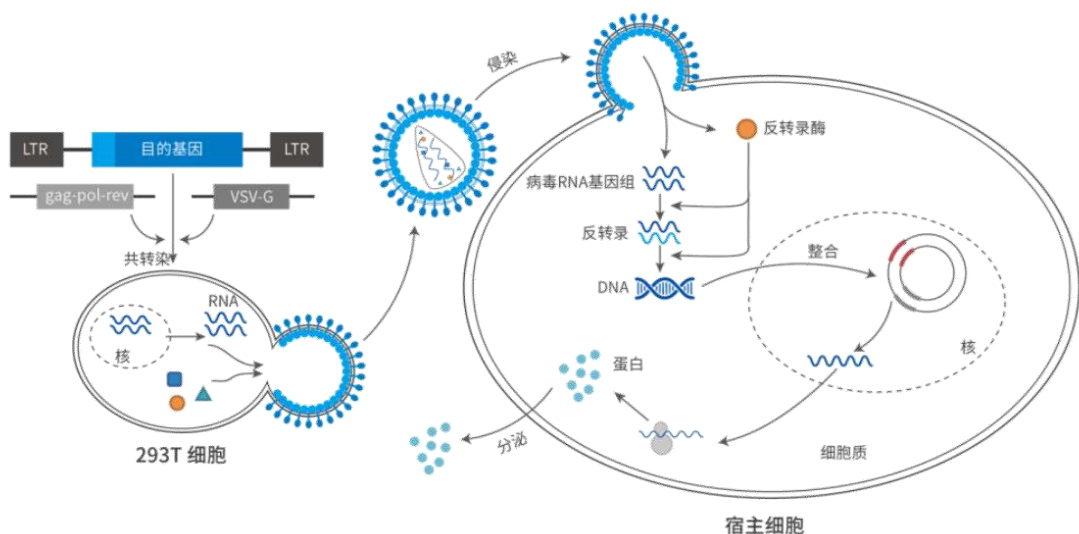 LTR
目的基因
LTR
gag-pol-rev
VSV-G
共转染
RNA
核
293T 细胞
侵染
反转录酶
病毒RNA基因组
反转录
DNA
整合
核
蛋白
分泌
细胞质
宿主细胞